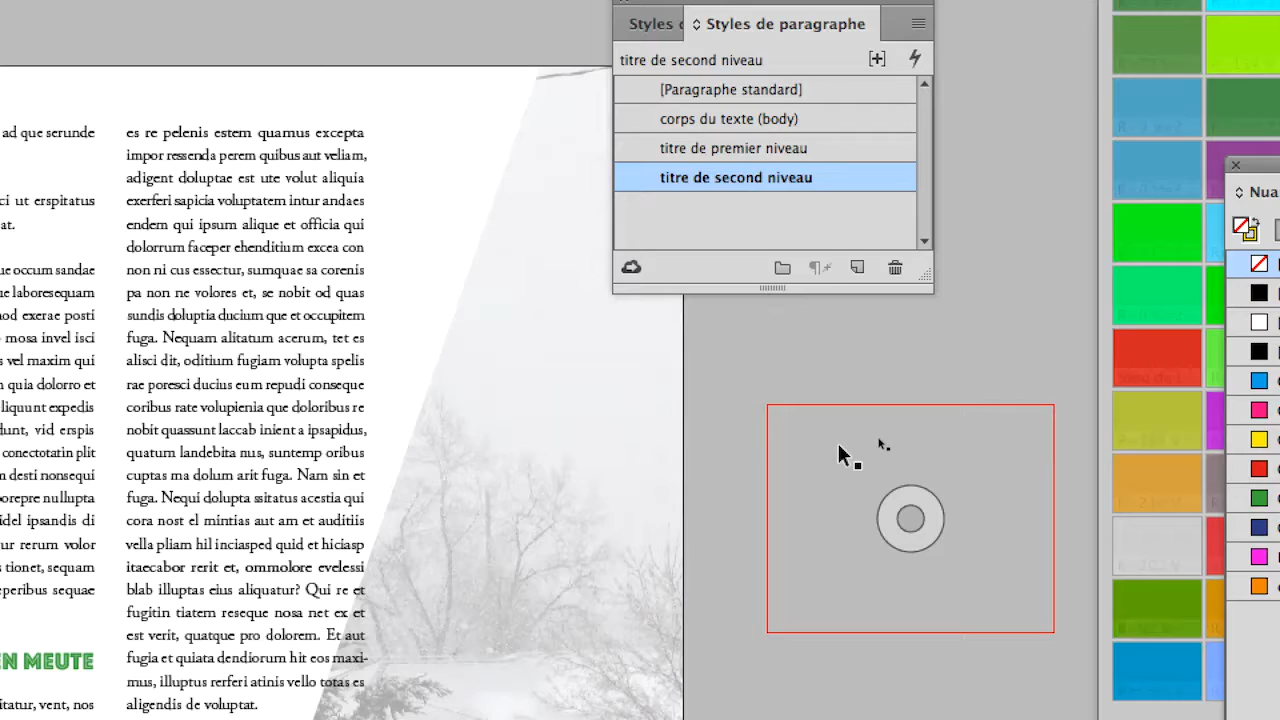 Styles de paragraphe
titre de second niveau
[Paragraphe standard]
corps du texte (body)
titre de premier niveau
titre de second niveau
ad que serunde
ci ut erspitatus
at.
que occum sandae
ue laboresequam
mod exerae posti
mosa invel isci
s vel maxim qui
n quia dolorro et
liquunt expedis
dunt, vid erspis
conectotatin plit
m desti nonsequi
orepre nullupta
idel ipsandis di
ur rerum volor
s tionet, sequam
eperibus sequae
EN MEUTE
itatur, vent, nos
es re pelenis estem quamus excepta
impor ressenda perem quibus aut veliam,
adigent doluptae est ute volut aliquia
exerferi sapicia voluptatem intur andaes
endem qui ipsum alique et officia qui
dolorrum faceper ehenditium excea con
non ni cus essectur, sumquae sa corenis
pa non ne volores et, se nobit od quas
sundis doluptia ducium que et occupitem
fuga. Nequam alitatum acerum, tet es
alisci dit, oditium fugiam volupta spelis
rae poresci ducius eum repudi conseque
coribus rate volupienia que doloribus re
nobit quassunt laccab inient a ipsapidus,
quatum landebita nus, suntemp oribus
cuptas ma dolum arit fuga. Nam sin et
fuga. Nequi dolupta ssitatus acestia qui
cora nost el mintias aut am et auditiis
vella pliam hil inciasped quid et hiciasp
itaecabor rerit et, ommolore evelessi
blab illuptas eius aliquatur? Qui re et
fugitin tiatem reseque nosa net ex et
est verit, quatque pro dolorem. Et aut
fugia et quiata dendiorum hit eos maxi-
mus, illuptus rerferi atinis vello totas es
aligendis de voluptat.
Nua